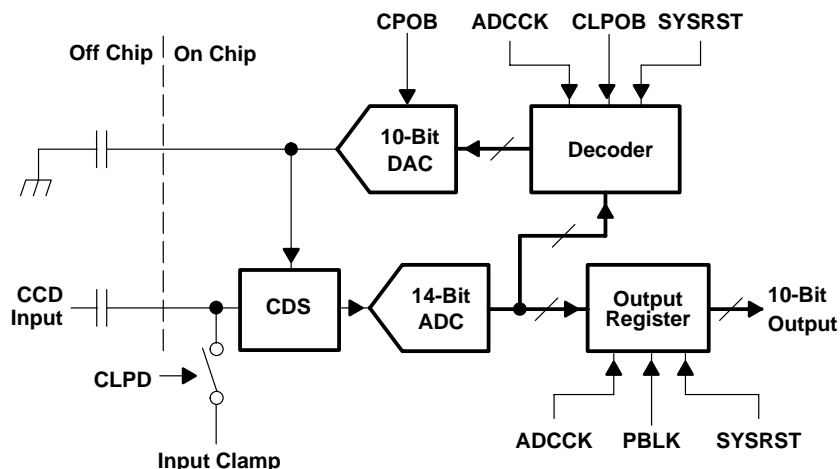 CPOB
ADCCK CLPOB SYSRST
Off Chip On Chip
10-Bit
DAC
Decoder
CCD
Input
CDS
14-Bit
ADC
Output
Register
10-Bit
Output
CLPD
ADCCK PBLK SYSRST
Input Clamp